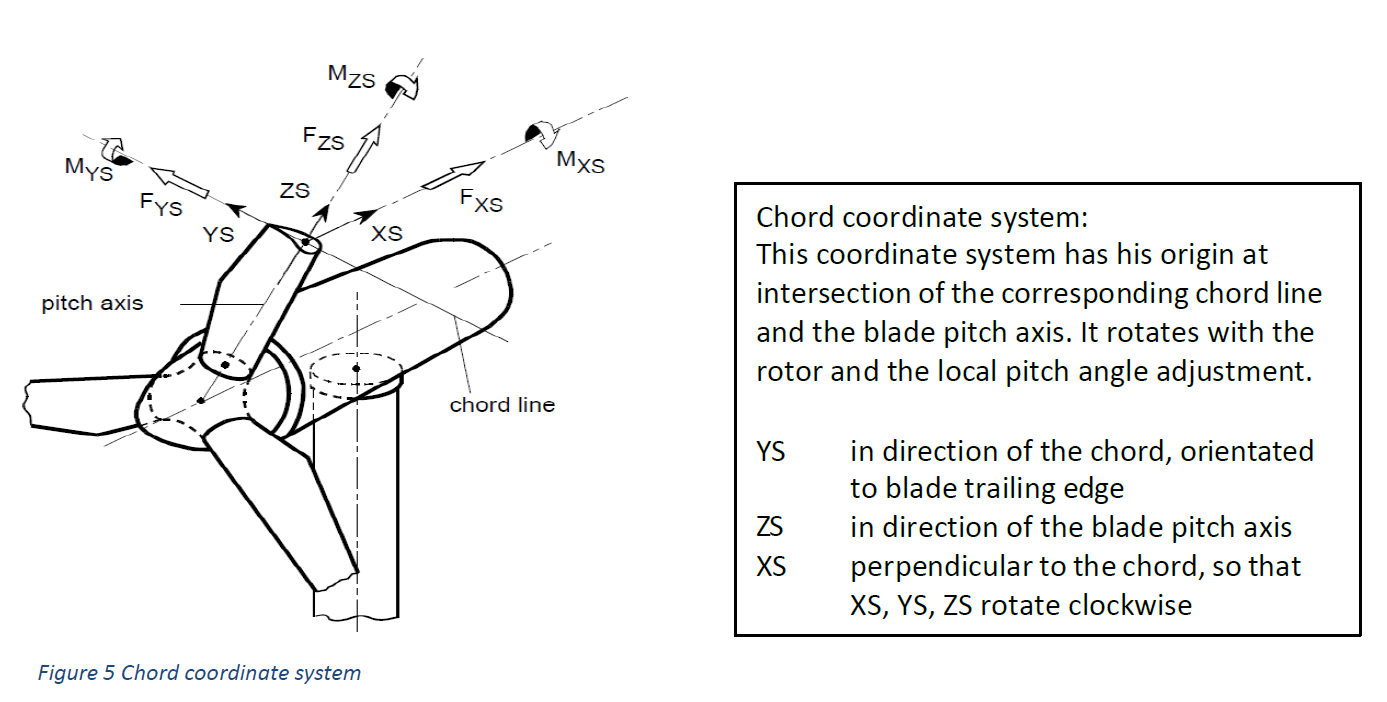 MZS
FZS
MXS
MYS
ZS
FXS
FYS
YS
XS
pitch axis
chord line
Chord coordinate system:
This coordinate system has his origin at
intersection of the corresponding chord line
and the blade pitch axis. It rotates with the
rotor and the local pitch angle adjustment.
YS in direction of the chord, orientated
to blade trailing edge
ZS in direction of the blade pitch axis
XS perpendicular to the chord, so that
XS, YS, ZS rotate clockwise
Figure 5 Chord coordinate system